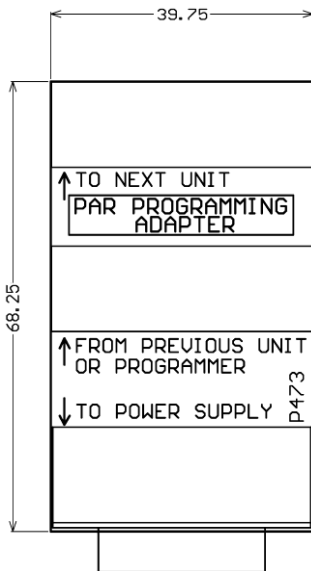 39.75
68.25
↑ TO NEXT UNIT
PAR PROGRAMMING
ADAPTER
↑ FROM PREVIOUS UNIT
OR PROGRAMMER
↓ TO POWER SUPPLY
P473